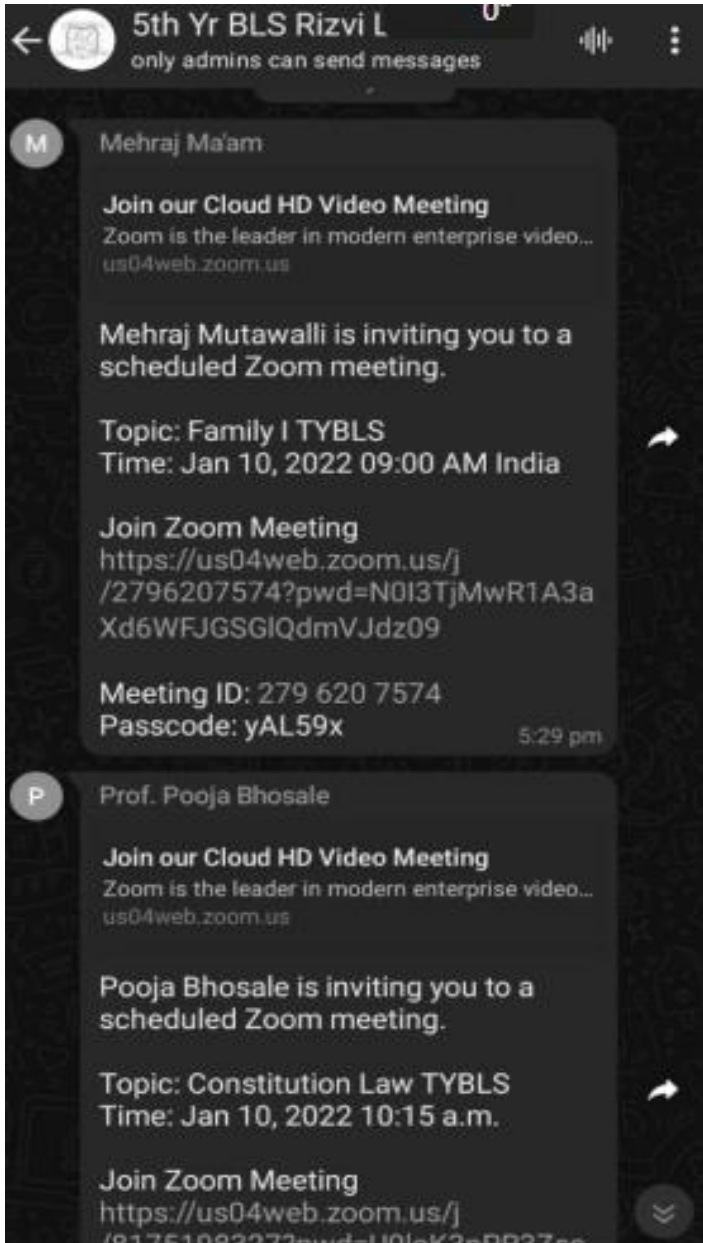 5th Yr BLS Rizvi L
only admins can send messages
M
Mehraj Ma'am
Join our Cloud HD Video Meeting
Zoom is the leader in modern enterprise video...
us04web.zoom.us
Mehraj Mutawalli is inviting you to a
scheduled Zoom meeting.
Topic: Family I TYBLS
Time: Jan 10, 2022 09:00 AM India
Join Zoom Meeting
https://us04web.zoom.us/j
/2796207574?pwd=N0I3TjMwR1A3a
Xd6WFJGSGlQdmVJdz09
Meeting ID: 279 620 7574
Passcode: yAL59x
5:29 pm
P
Prof. Pooja Bhosale
Join our Cloud HD Video Meeting
Zoom is the leader in modern enterprise video...
us04web.zoom.us
Pooja Bhosale is inviting you to a
scheduled Zoom meeting.
Topic: Constitution Law TYBLS
Time: Jan 10, 2022 10:15 a.m.
Join Zoom Meeting
https://us04web.zoom.us/j